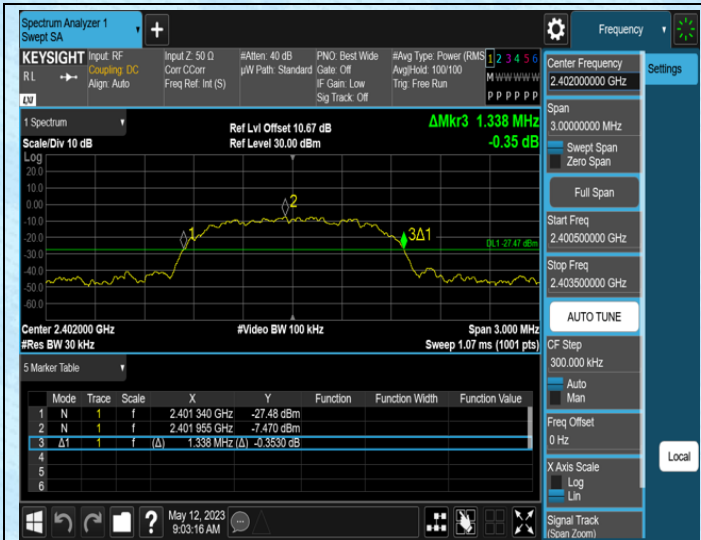 Spectrum Analyzer 1
Swept SA
+
Frequency
KEYSIGHT
RL
LXI
Input: RF
Coupling: DC
Align: Auto
Input Z: 50 Ω
Corr CCorr
Freq Ref: Int (S)
#Atten: 40 dB
µW Path: Standard
PNO: Best Wide
Gate: Off
IF Gain: Low
Sig Track: Off
#Avg Type: Power (RMS
Avg|Hold: 100/100
Trig: Free Run
1 2 3 4 5 6
M W W W W W
P P P P P P
1 Spectrum
Scale/Div 10 dB
Ref Lvl Offset 10.67 dB
Ref Level 30.00 dBm
ΔMkr3 1.338 MHz
-0.35 dB
Log
20.0
10.0
0.00
-10.0
-20.0
-30.0
-40.0
-50.0
-60.0
1
2
3Δ1
DL1 -27.47 dBm
Center 2.402000 GHz
#Res BW 30 kHz
#Video BW 100 kHz
Span 3.000 MHz
Sweep 1.07 ms (1001 pts)
5 Marker Table
Mode Trace Scale X Y Function Function Width Function Value
1 N 1 f 2.401 340 GHz -27.48 dBm
2 N 1 f 2.401 955 GHz -7.470 dBm
3 Δ1 1 f (Δ) 1.338 MHz (Δ) -0.3530 dB
4
5
6
?
May 12, 2023
9:03:16 AM
Center Frequency
2.402000000 GHz
Span
3.00000000 MHz
Swept Span
Zero Span
Full Span
Start Freq
2.400500000 GHz
Stop Freq
2.403500000 GHz
AUTO TUNE
CF Step
300.000 kHz
Auto
Man
Freq Offset
0 Hz
X Axis Scale
Log
Lin
Signal Track
(Span Zoom)
Settings
Local